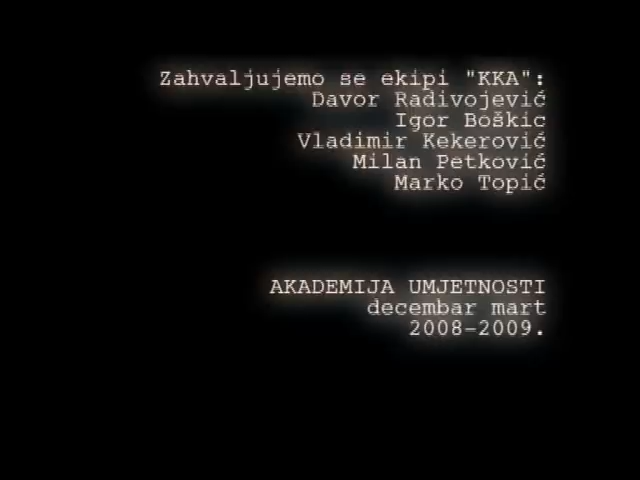 Zahvaljujemo se ekipi "KKA":
Davor Radivojević
Igor Boškic
Vladimir Kekerović
Milan Petković
Marko Topić
AKADEMIJA UMJETNOSTI
decembar mart
2008-2009.